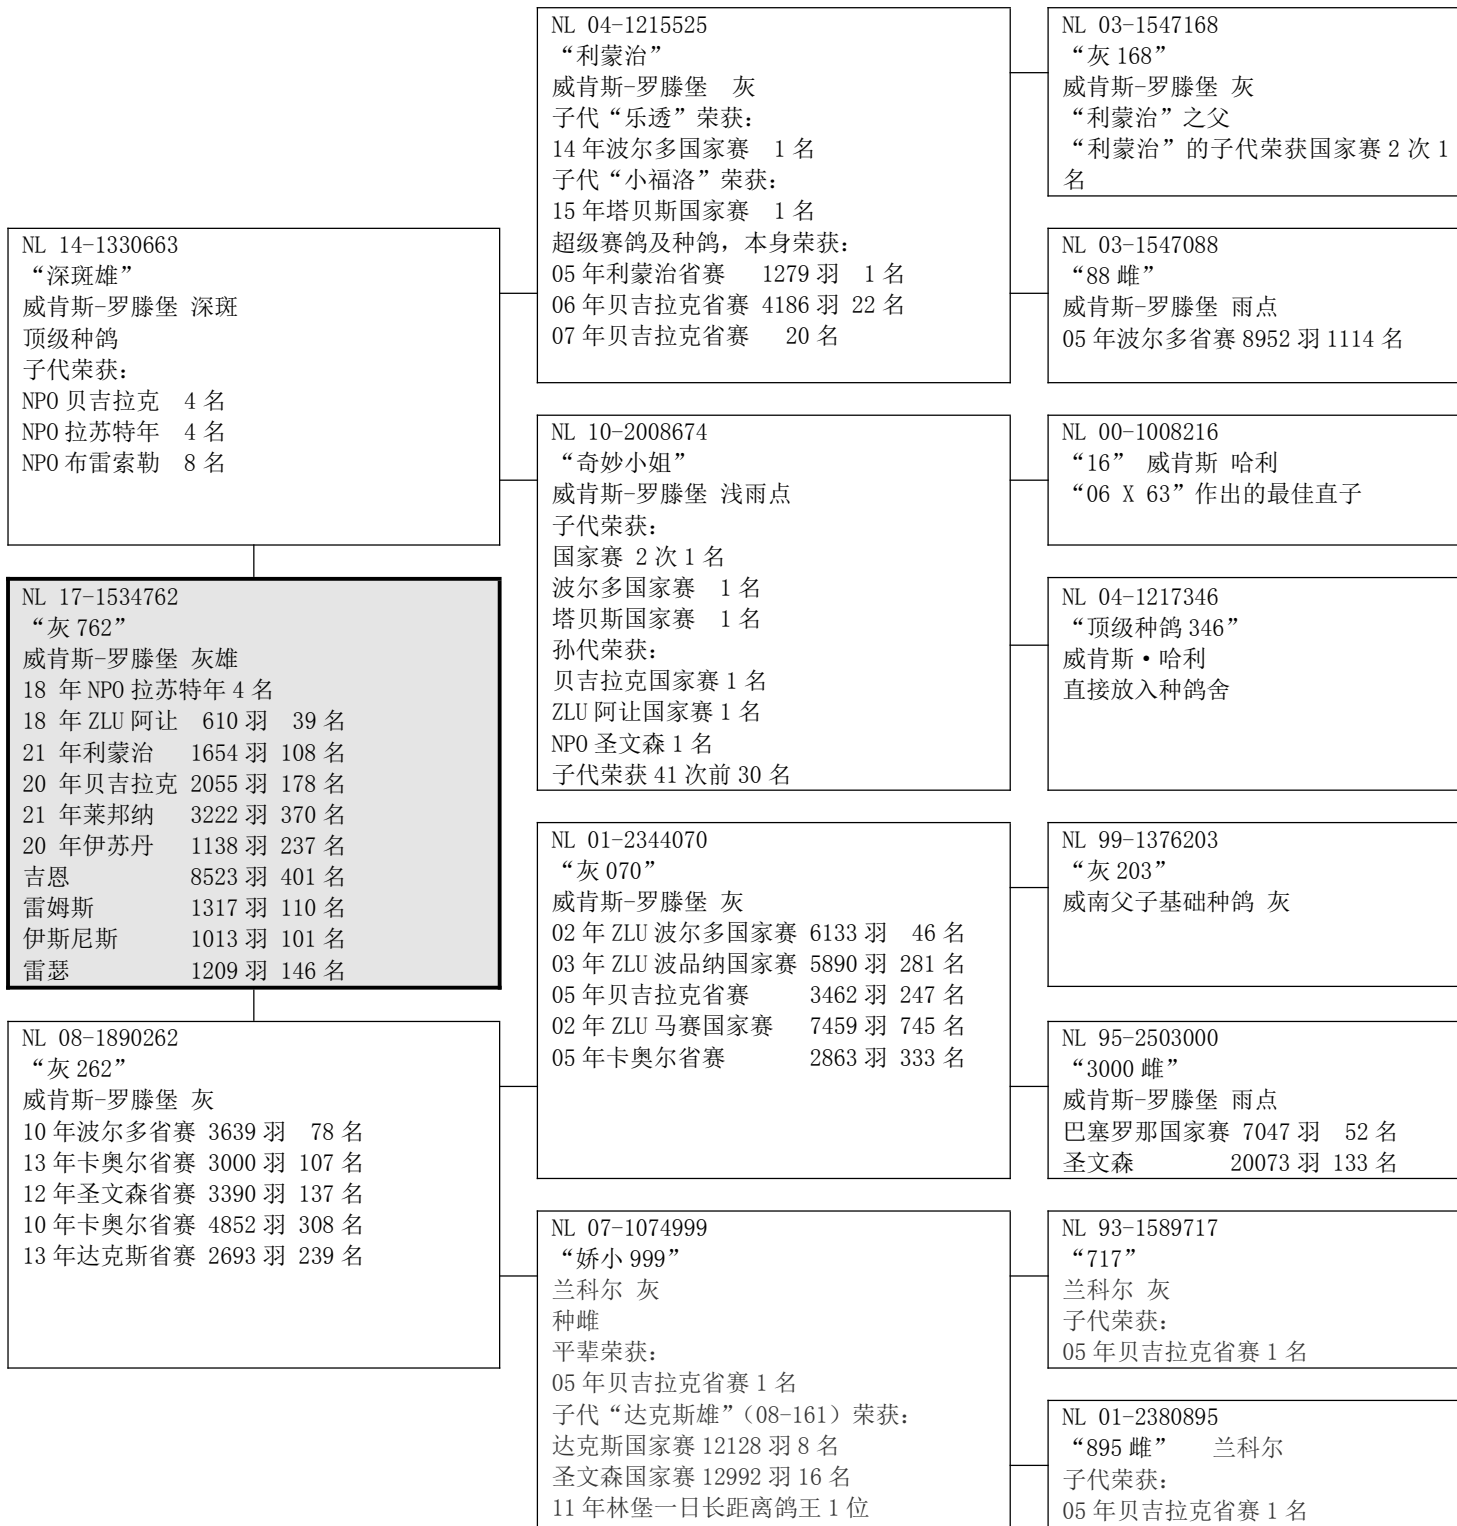 NL 04-1215525
“利蒙治”
威肯斯-罗滕堡 灰
子代“乐透”荣获：
14 年波尔多国家赛 1 名
子代“小福洛”荣获：
15 年塔贝斯国家赛 1 名
超级赛鸽及种鸽，本身荣获：
05 年利蒙治省赛 1279 羽 1 名
06 年贝吉拉克省赛 4186 羽 22 名
07 年贝吉拉克省赛 20 名
NL 03-1547168
“灰 168”
威肯斯-罗滕堡 灰
“利蒙治”之父
“利蒙治”的子代荣获国家赛 2 次 1
名
NL 14-1330663
“深斑雄”
威肯斯-罗滕堡 深斑
顶级种鸽
子代荣获：
NPO 贝吉拉克 4 名
NPO 拉苏特年 4 名
NPO 布雷索勒 8 名
NL 03-1547088
“88 雌”
威肯斯-罗滕堡 雨点
05 年波尔多省赛 8952 羽 1114 名
NL 10-2008674
“奇妙小姐”
威肯斯-罗滕堡 浅雨点
子代荣获：
国家赛 2 次 1 名
波尔多国家赛 1 名
塔贝斯国家赛 1 名
孙代荣获：
贝吉拉克国家赛 1 名
ZLU 阿让国家赛 1 名
NPO 圣文森 1 名
子代荣获 41 次前 30 名
NL 00-1008216
“16” 威肯斯 哈利
“06 X 63”作出的最佳直子
NL 04-1217346
“顶级种鸽 346”
威肯斯•哈利
直接放入种鸽舍
NL 17-1534762
“灰 762”
威肯斯-罗滕堡 灰雄
18 年 NPO 拉苏特年 4 名
18 年 ZLU 阿让 610 羽 39 名
21 年利蒙治 1654 羽 108 名
20 年贝吉拉克 2055 羽 178 名
21 年莱邦纳 3222 羽 370 名
20 年伊苏丹 1138 羽 237 名
吉恩 8523 羽 401 名
雷姆斯 1317 羽 110 名
伊斯尼斯 1013 羽 101 名
雷瑟 1209 羽 146 名
NL 01-2344070
“灰 070”
威肯斯-罗滕堡 灰
02 年 ZLU 波尔多国家赛 6133 羽 46 名
03 年 ZLU 波品纳国家赛 5890 羽 281 名
05 年贝吉拉克省赛 3462 羽 247 名
02 年 ZLU 马赛国家赛 7459 羽 745 名
05 年卡奥尔省赛 2863 羽 333 名
NL 99-1376203
“灰 203”
威南父子基础种鸽 灰
NL 08-1890262
“灰 262”
威肯斯-罗滕堡 灰
10 年波尔多省赛 3639 羽 78 名
13 年卡奥尔省赛 3000 羽 107 名
12 年圣文森省赛 3390 羽 137 名
10 年卡奥尔省赛 4852 羽 308 名
13 年达克斯省赛 2693 羽 239 名
NL 95-2503000
“3000 雌”
威肯斯-罗滕堡 雨点
巴塞罗那国家赛 7047 羽 52 名
圣文森 20073 羽 133 名
NL 07-1074999
“娇小 999”
兰科尔 灰
种雌
平辈荣获：
05 年贝吉拉克省赛 1 名
子代“达克斯雄”（08-161）荣获：
达克斯国家赛 12128 羽 8 名
圣文森国家赛 12992 羽 16 名
11 年林堡一日长距离鸽王 1 位
NL 93-1589717
“717”
兰科尔 灰
子代荣获：
05 年贝吉拉克省赛 1 名
NL 01-2380895
“895 雌” 兰科尔
子代荣获：
05 年贝吉拉克省赛 1 名